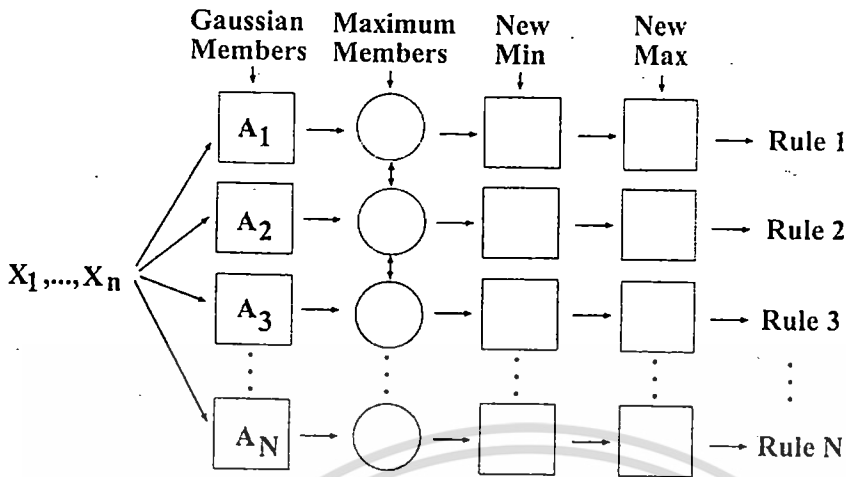 Gaussian Members
Maximum Members
New Min
New Max
A1
Rule 1
A2
Rule 2
X1,...,Xn
A3
Rule 3
AN
Rule N